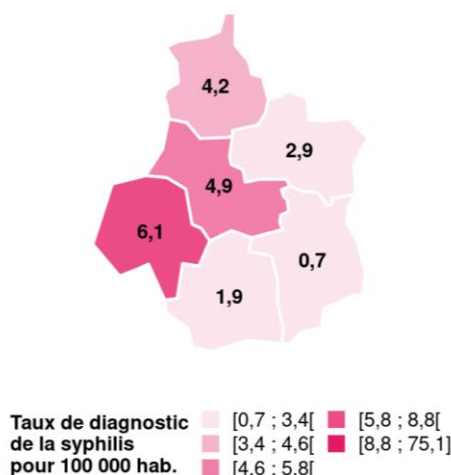 4,2
2,9
4,9
6,1
0,7
1,9
Taux de diagnostic
de la syphilis
pour 100 000 hab.
[0,7 ; 3,4[
[3,4 ; 4,6[
[4,6 ; 5,8[
[5,8 ; 8,8[
[8,8 ; 75,1]